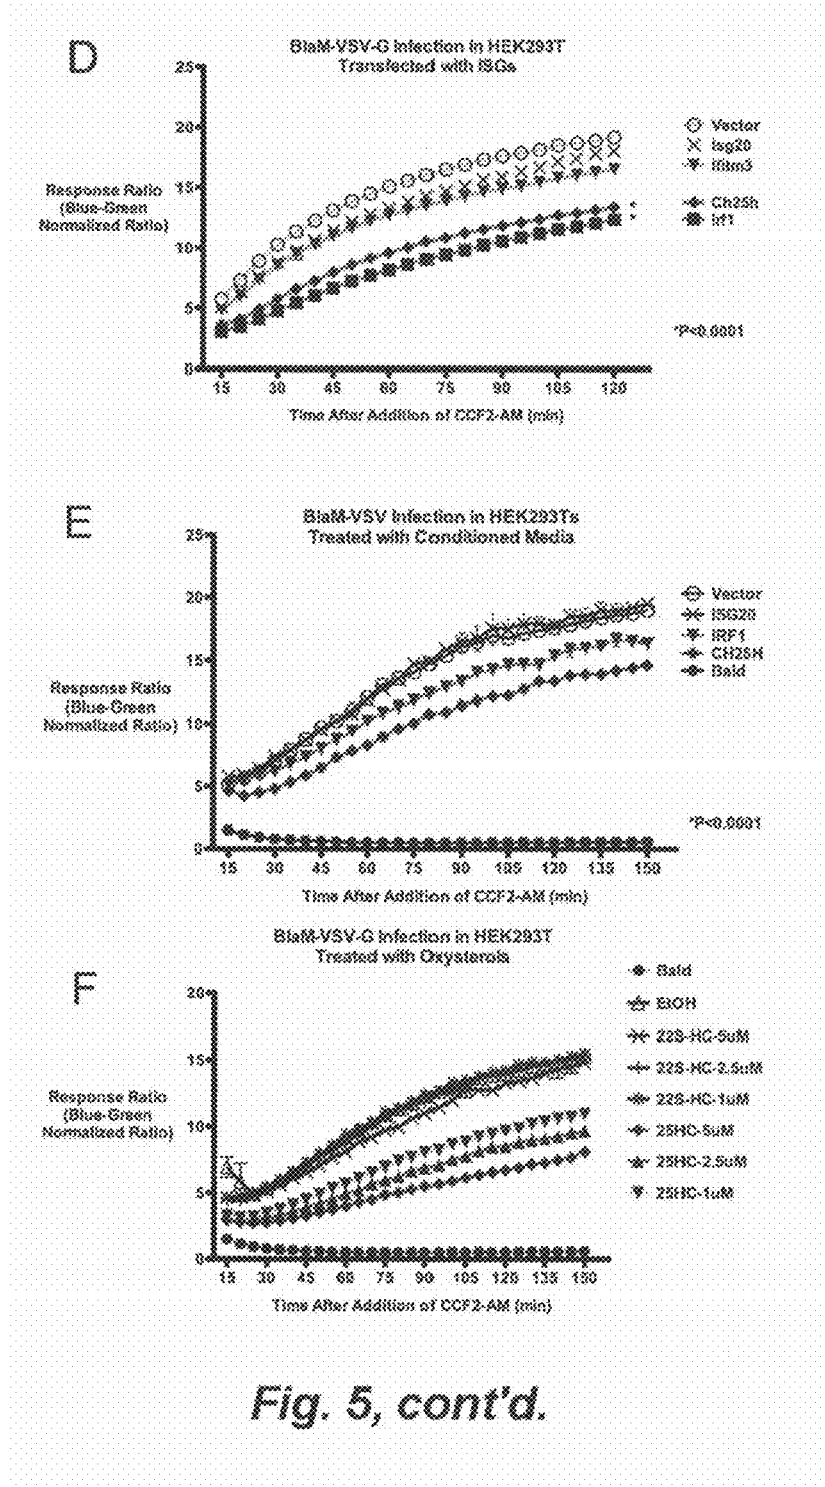 D
BlaM-VSV-G Infection in HEK293T
Transfected with ISGs
25
20
15
10
5
0
Response Ratio
(Blue-Green
Normalized Ratio)
Vector
Isg20
Ifitm3
Ch25h
Irf1
*
*
*P<0.0001
15 30 45 60 75 90 105 120
Time After Addition of CCF2-AM (min)
E
BlaM-VSV Infection in HEK293Ts
Treated with Conditioned Media
25
20
15
10
5
0
Response Ratio
(Blue-Green
Normalized Ratio)
Vector
ISG20
IRF1
CH25H
Bald
*P<0.0001
15 30 45 60 75 90 105 120 135 150
Time After Addition of CCF2-AM (min)
BlaM-VSV-G Infection in HEK293T
Treated with Oxysterols
F
20
15
10
5
0
Response Ratio
(Blue-Green
Normalized Ratio)
Bald
EtOH
22S-HC-5uM
22S-HC-2.5uM
22S-HC-1uM
25HC-5uM
25HC-2.5uM
25HC-1uM
15 30 45 60 75 90 105 120 135 150
Time After Addition of CCF2-AM (min)
Fig. 5, cont'd.